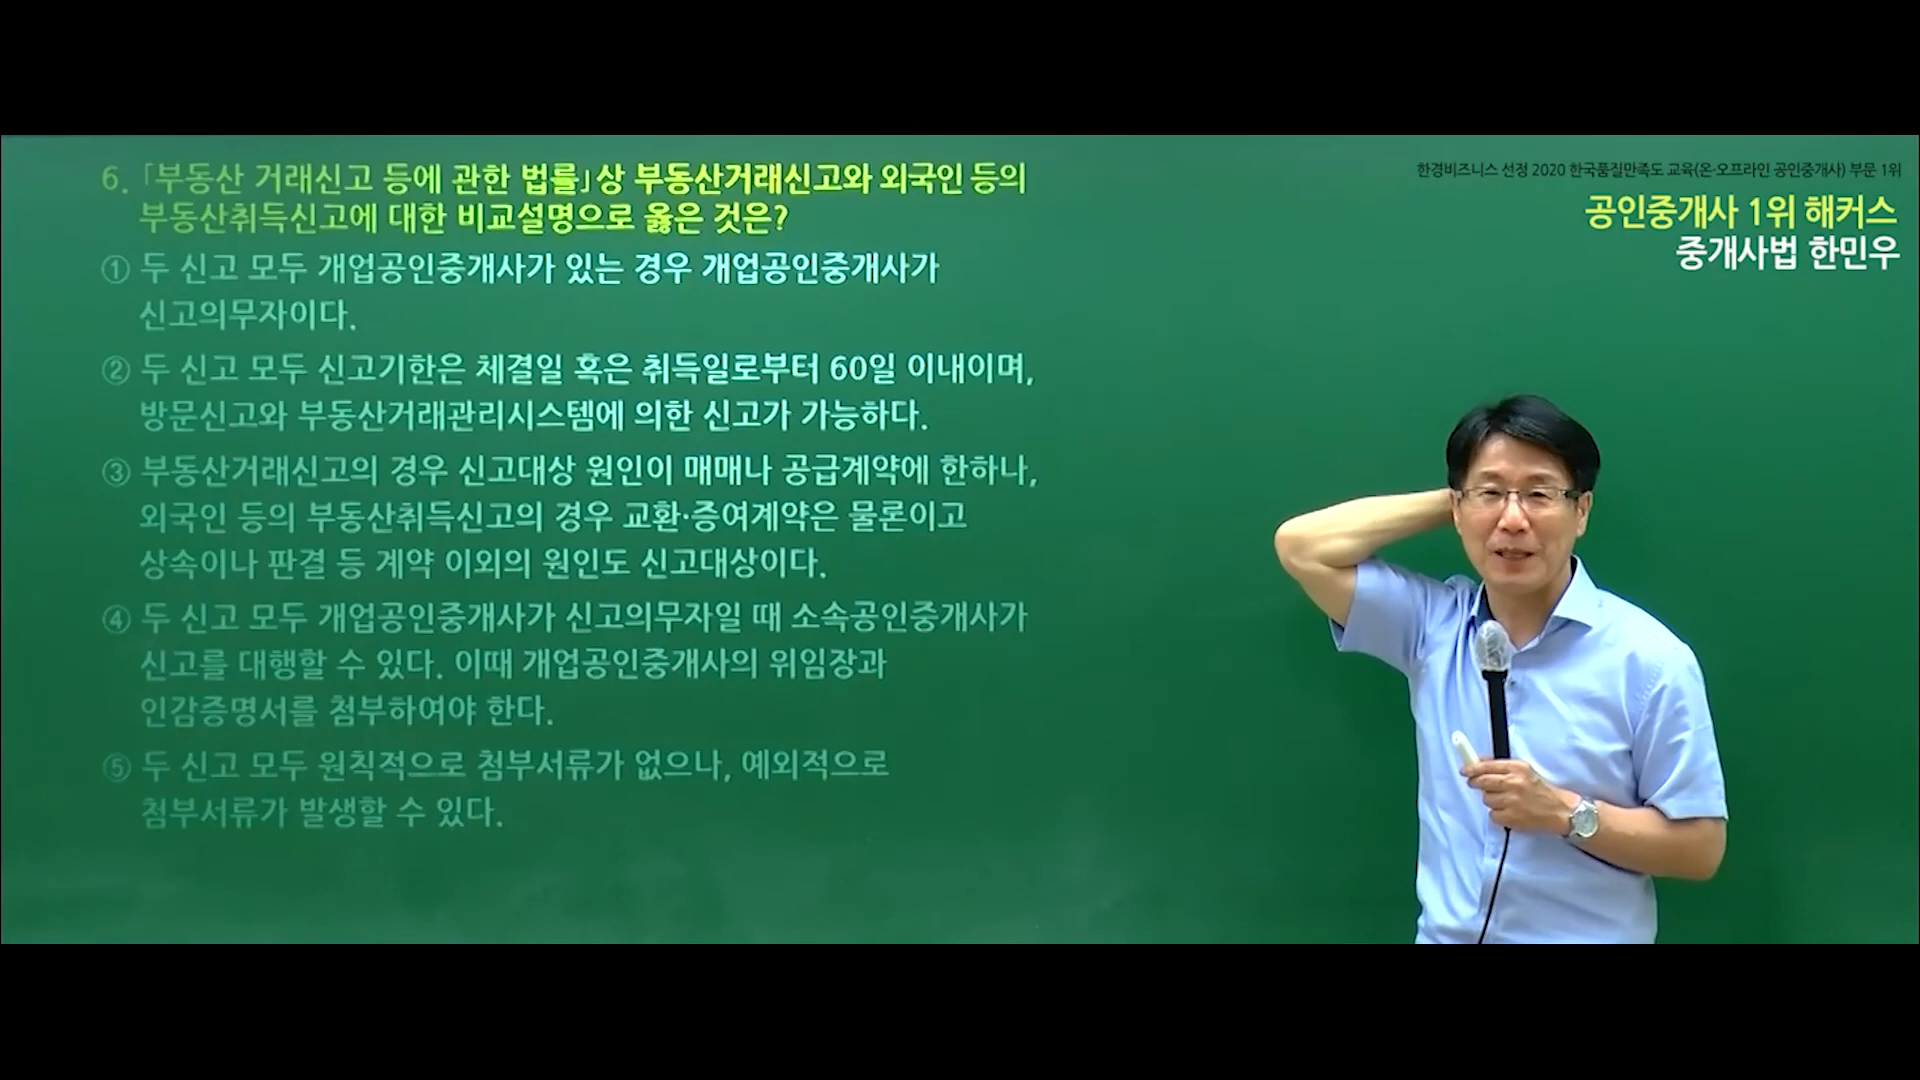 6. 「부동산 거래신고 등에 관한 법률」상 부동산거래신고와 외국인 등의
부동산취득신고에 대한 비교설명으로 옳은 것은?
① 두 신고 모두 개업공인중개사가 있는 경우 개업공인중개사가
신고의무자이다.
② 두 신고 모두 신고기한은 체결일 혹은 취득일로부터 60일 이내이며,
방문신고와 부동산거래관리시스템에 의한 신고가 가능하다.
③ 부동산거래신고의 경우 신고대상 원인이 매매나 공급계약에 한하나,
외국인 등의 부동산취득신고의 경우 교환·증여계약은 물론이고
상속이나 판결 등 계약 이외의 원인도 신고대상이다.
④ 두 신고 모두 개업공인중개사가 신고의무자일 때 소속공인중개사가
신고를 대행할 수 있다. 이때 개업공인중개사의 위임장과
인감증명서를 첨부하여야 한다.
⑤ 두 신고 모두 원칙적으로 첨부서류가 없으나, 예외적으로
첨부서류가 발생할 수 있다.
한경비즈니스 선정 2020 한국품질만족도 교육(온·오프라인 공인중개사) 부문 1위
공인중개사 1위 해커스
중개사법 한민우